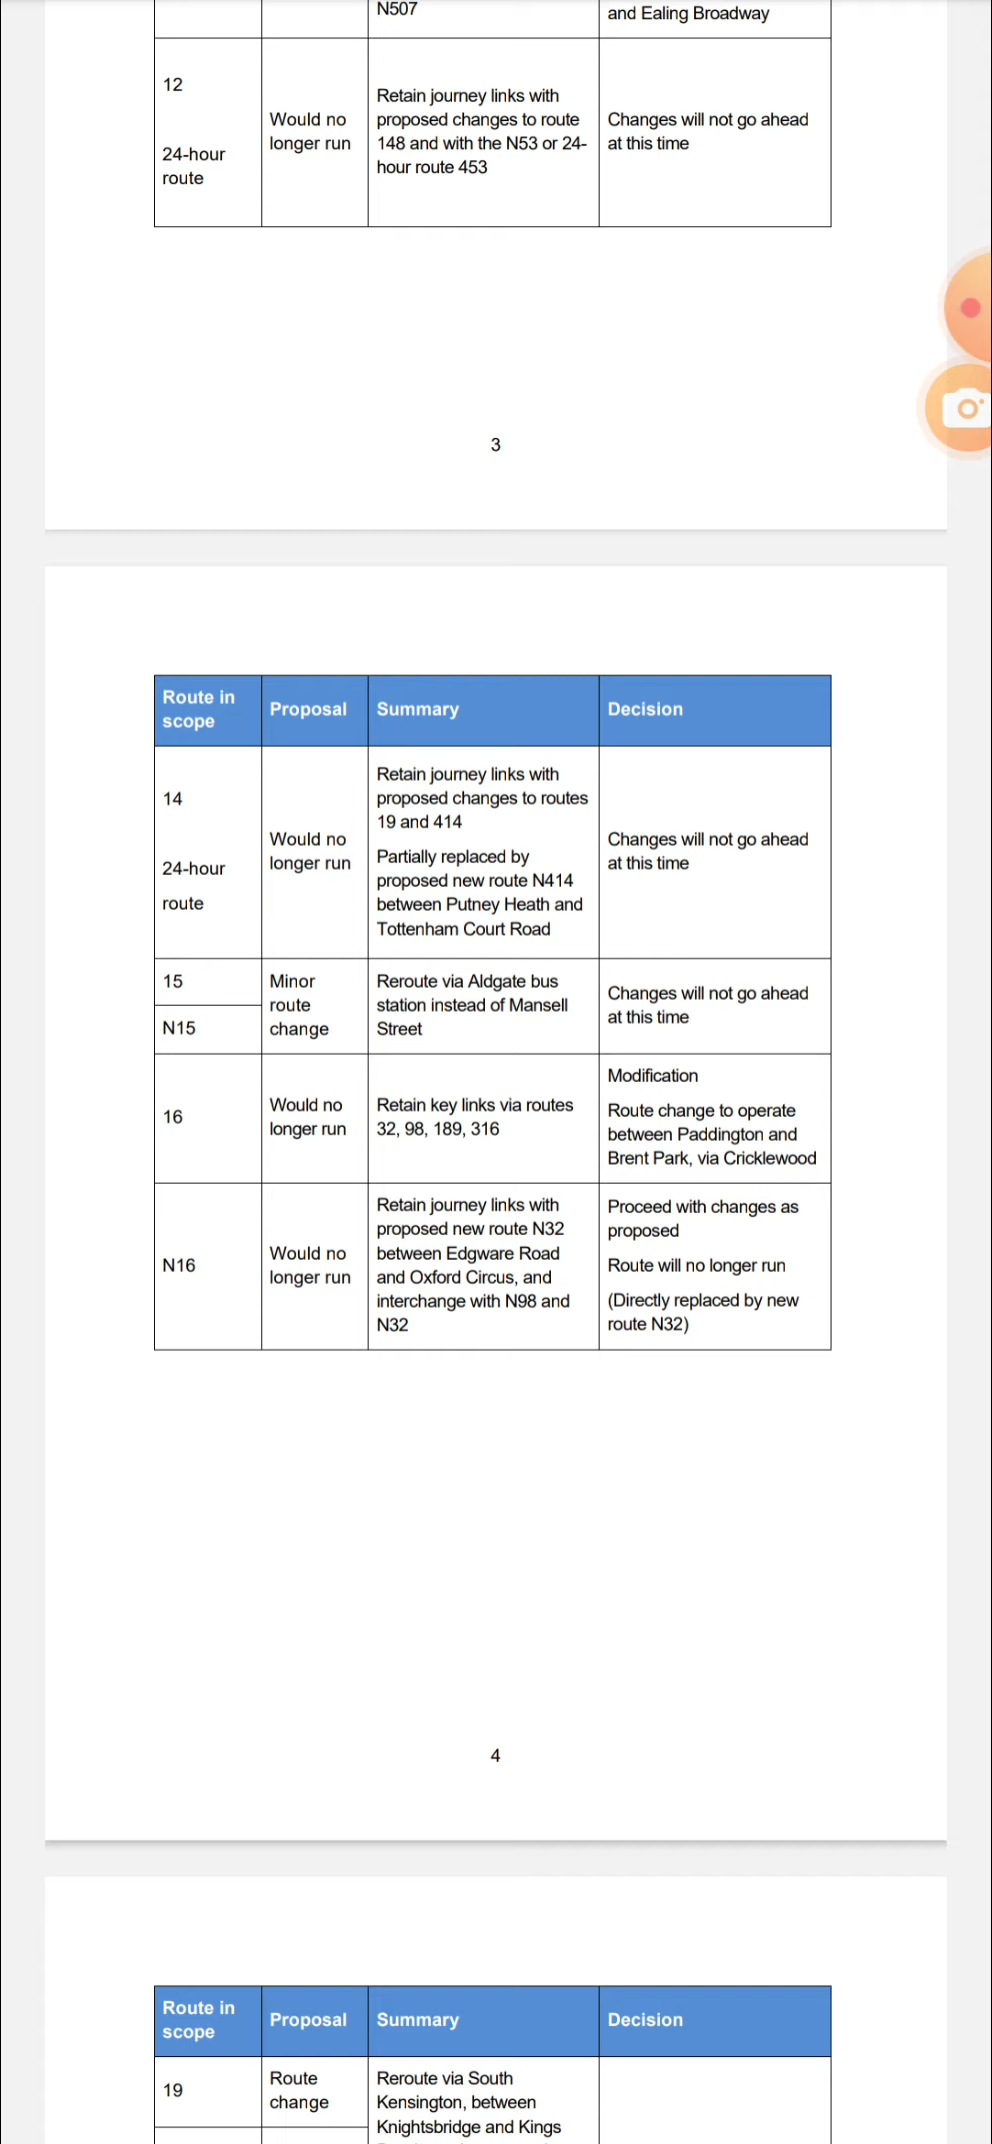 N507
and Ealing Broadway
12
24-hour
route
Would no
longer run
Retain journey links with
proposed changes to route
148 and with the N53 or 24-
hour route 453
Changes will not go ahead
at this time
3
Route in
scope
Proposal
Summary
Decision
14
24-hour
route
Would no
longer run
Retain journey links with
proposed changes to routes
19 and 414
Partially replaced by
proposed new route N414
between Putney Heath and
Tottenham Court Road
Changes will not go ahead
at this time
15
N15
Minor
route
change
Reroute via Aldgate bus
station instead of Mansell
Street
Changes will not go ahead
at this time
16
Would no
longer run
Retain key links via routes
32, 98, 189, 316
Modification
Route change to operate
between Paddington and
Brent Park, via Cricklewood
N16
Would no
longer run
Retain journey links with
proposed new route N32
between Edgware Road
and Oxford Circus, and
interchange with N98 and
N32
Proceed with changes as
proposed
Route will no longer run
(Directly replaced by new
route N32)
4
Route in
scope
Proposal
Summary
Decision
19
Route
change
Reroute via South
Kensington, between
Knightsbridge and Kings